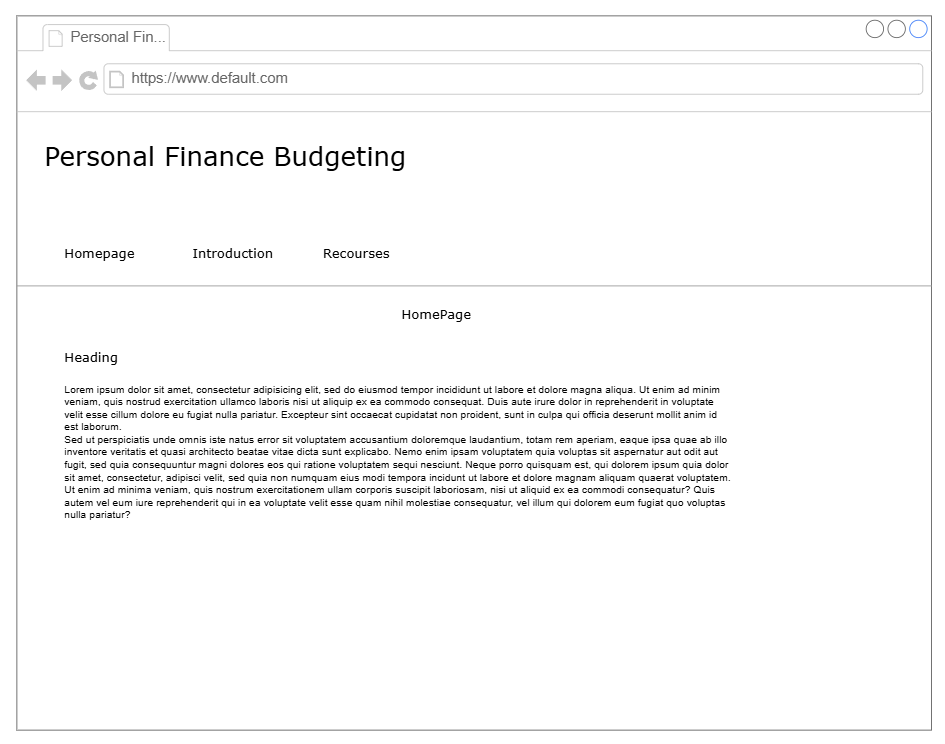 Personal Fin...
https://www.default.com
Personal Finance Budgeting
Homepage Introduction Recourses
HomePage
Heading
Lorem ipsum dolor sit amet, consectetur adipisicing elit, sed do eiusmod tempor incididunt ut labore et dolore magna aliqua. Ut enim ad minim
veniam, quis nostrud exercitation ullamco laboris nisi ut aliquip ex ea commodo consequat. Duis aute irure dolor in reprehenderit in voluptate
velit esse cillum dolore eu fugiat nulla pariatur. Excepteur sint occaecat cupidatat non proident, sunt in culpa qui officia deserunt mollit anim id
est laborum.
Sed ut perspiciatis unde omnis iste natus error sit voluptatem accusantium doloremque laudantium, totam rem aperiam, eaque ipsa quae ab illo
inventore veritatis et quasi architecto beatae vitae dicta sunt explicabo. Nemo enim ipsam voluptatem quia voluptas sit aspernatur aut odit aut
fugit, sed quia consequuntur magni dolores eos qui ratione voluptatem sequi nesciunt. Neque porro quisquam est, qui dolorem ipsum quia dolor
sit amet, consectetur, adipisci velit, sed quia non numquam eius modi tempora incidunt ut labore et dolore magnam aliquam quaerat voluptatem.
Ut enim ad minima veniam, quis nostrum exercitationem ullam corporis suscipit laboriosam, nisi ut aliquid ex ea commodi consequatur? Quis
autem vel eum iure reprehenderit qui in ea voluptate velit esse quam nihil molestiae consequatur, vel illum qui dolorem eum fugiat quo voluptas
nulla pariatur?